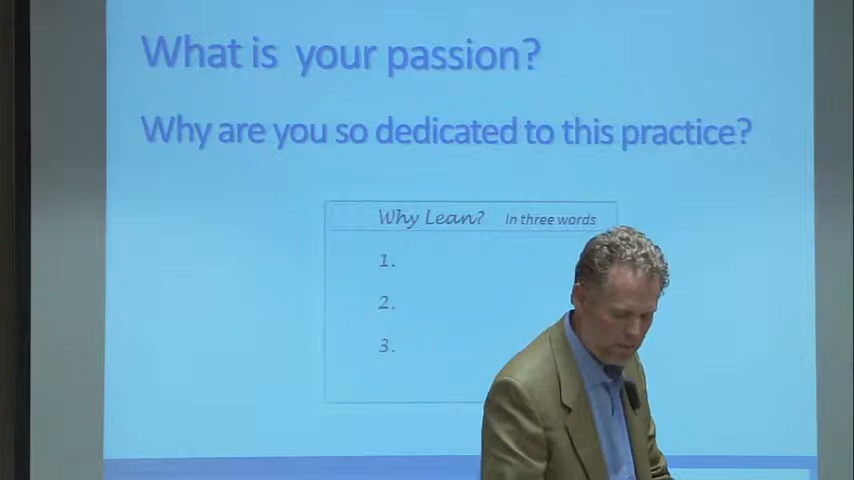 What is your passion?
Why are you so dedicated to this practice?
Why Lean? In three words
1.
2.
3.